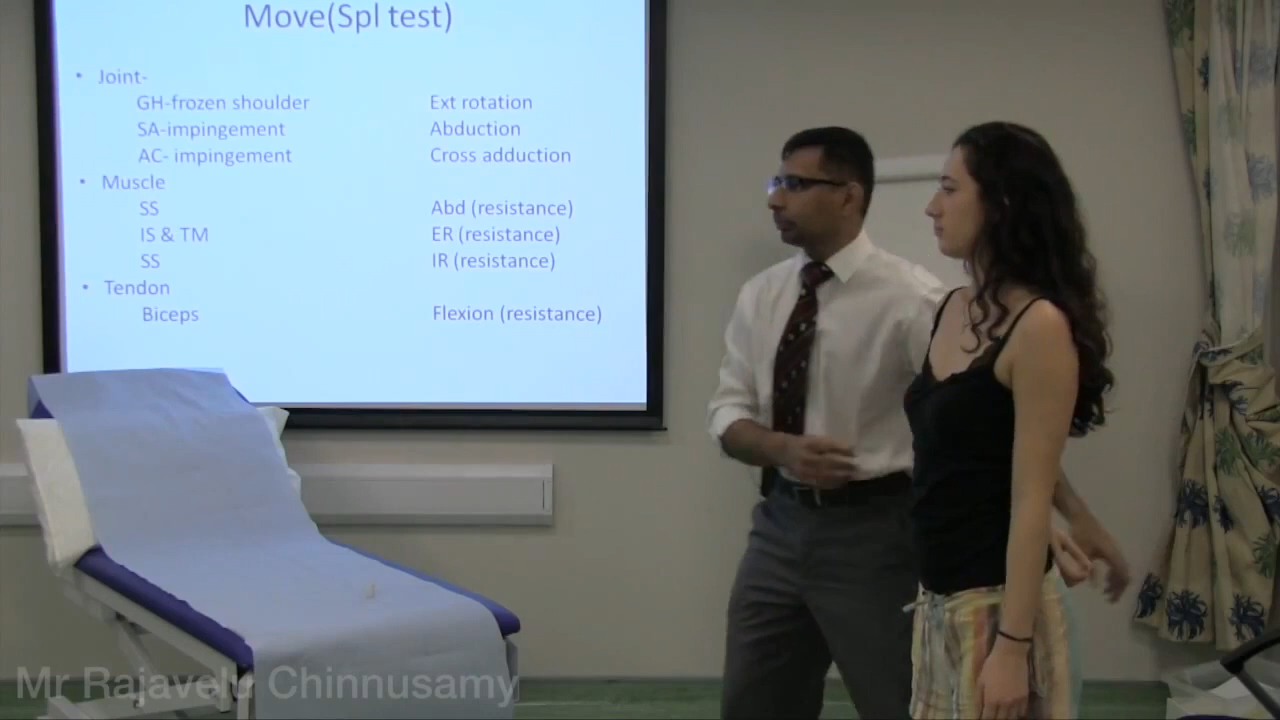 Move(Spl test)
• Joint-
GH-frozen shoulder Ext rotation
SA-impingement Abduction
AC- impingement Cross adduction
• Muscle
SS Abd (resistance)
IS & TM ER (resistance)
SS IR (resistance)
• Tendon
Biceps Flexion (resistance)
Mr Rajavelu Chinnusamy